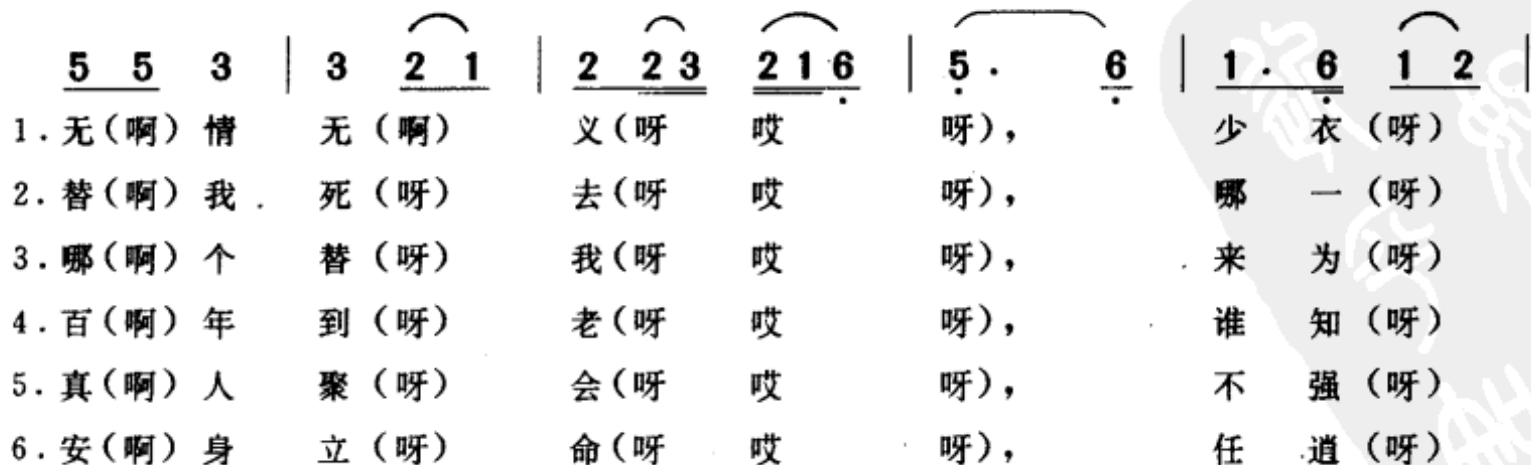 5 5 3 | 3 2 1 | 2 2 3 2 1 6 | 5 . 6 | 1 . 6 1 2 |
1.无(啊)情 无(啊) 义(呀 哎 呀), 少 衣(呀)
2.替(啊)我 死(呀) 去(呀 哎 呀), 哪 一(呀)
3.哪(啊)个 替(呀) 我(呀 哎 呀), 来 为(呀)
4.百(啊)年 到(呀) 老(呀 哎 呀), 谁 知(呀)
5.真(啊)人 聚(呀) 会(呀 哎 呀), 不 强(呀)
6.安(啊)身 立(呀) 命(呀 哎 呀), 任 逍(呀)